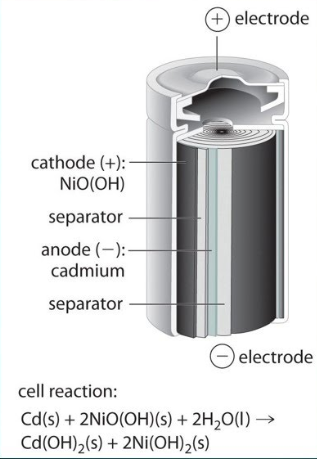 + electrode
cathode (+):
NiO(OH)
separator
anode (−):
cadmium
separator
− electrode
cell reaction:
Cd(s) + 2NiO(OH)(s) + 2H₂O(l) →
Cd(OH)₂(s) + 2Ni(OH)₂(s)